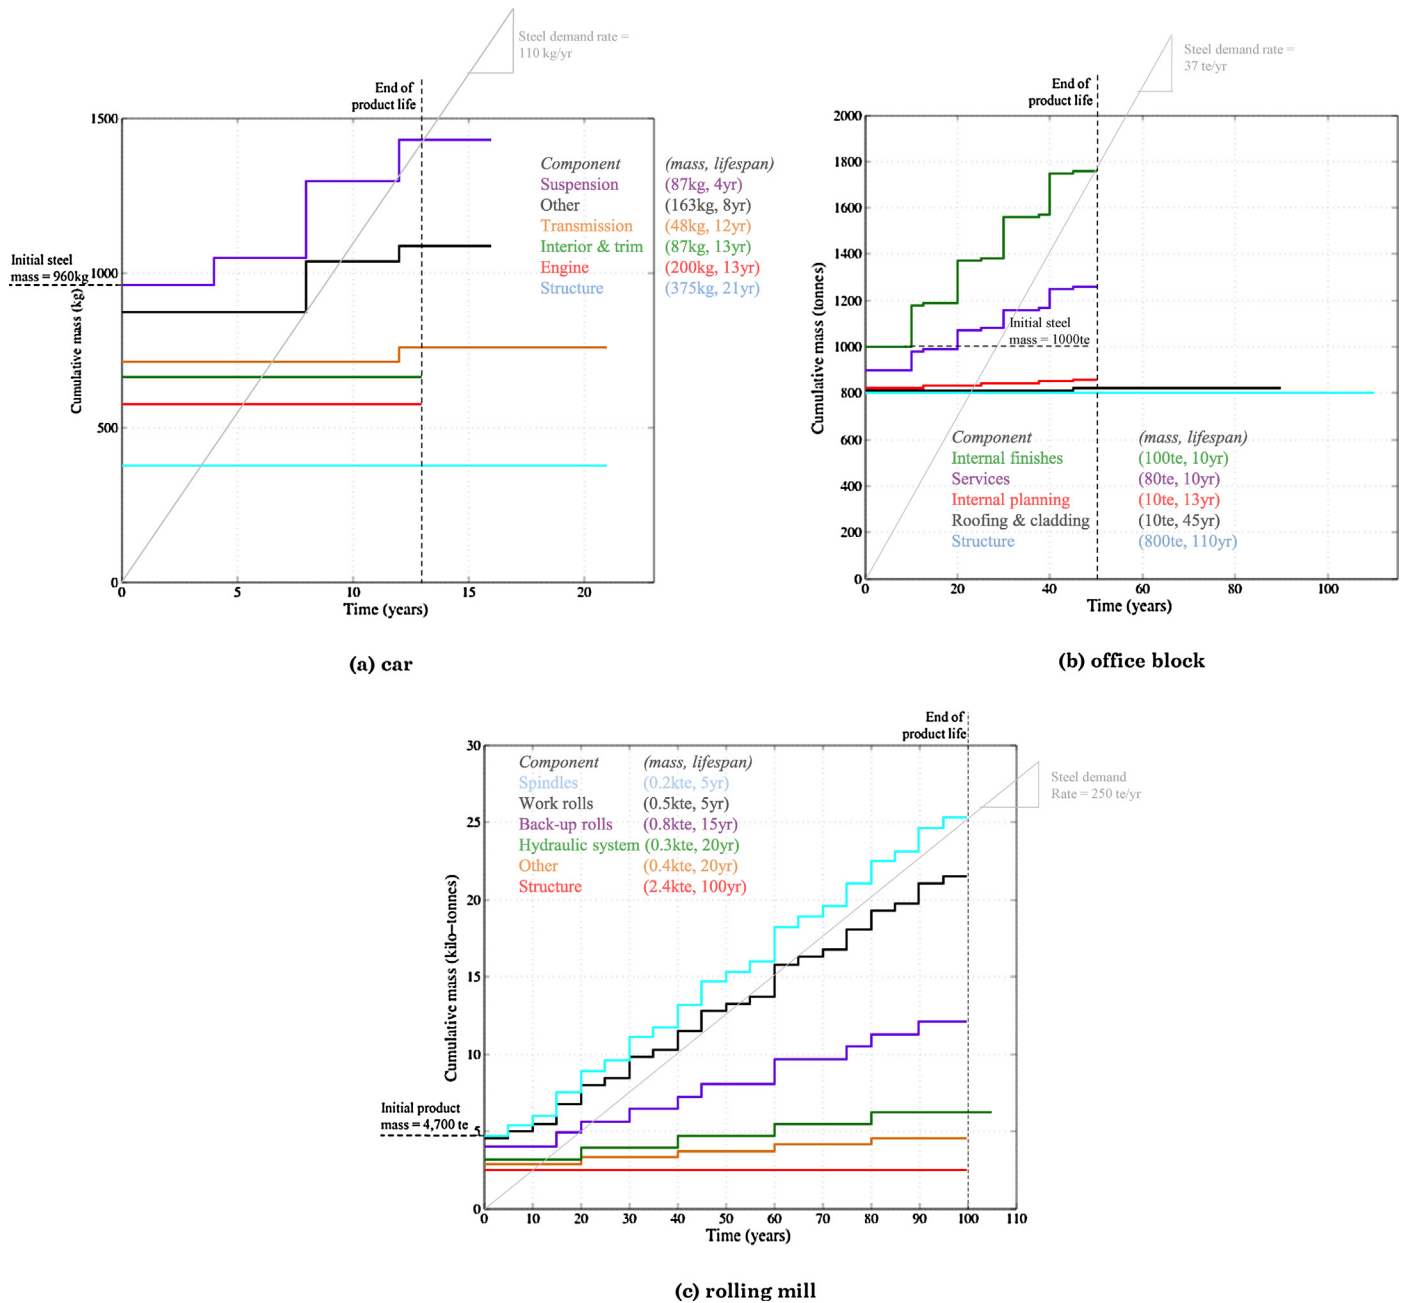 Steel demand rate =
110 kg/yr
End of
product life
1500
1000
500
0
Cumulative mass (kg)
Initial steel
mass = 960kg
Component (mass, lifespan)
Suspension (87kg, 4yr)
Other (163kg, 8yr)
Transmission (48kg, 12yr)
Interior & trim (87kg, 13yr)
Engine (200kg, 13yr)
Structure (375kg, 21yr)
0 5 10 15 20
Time (years)
(a) car
Steel demand rate =
37 te/yr
End of
product life
2000
1800
1600
1400
1200
1000
800
600
400
200
0
Cumulative mass (tonnes)
Initial steel
mass = 1000te
Component (mass, lifespan)
Internal finishes (100te, 10yr)
Services (80te, 10yr)
Internal planning (10te, 13yr)
Roofing & cladding (10te, 45yr)
Structure (800te, 110yr)
0 20 40 60 80 100
Time (years)
(b) office block
End of
product life
30
25
20
15
10
5
0
Cumulative mass (kilo−tonnes)
Component (mass, lifespan)
Spindles (0.2kte, 5yr)
Work rolls (0.5kte, 5yr)
Back-up rolls (0.8kte, 15yr)
Hydraulic system (0.3kte, 20yr)
Other (0.4kte, 20yr)
Structure (2.4kte, 100yr)
Steel demand
Rate = 250 te/yr
Initial product
mass = 4,700 te
0 10 20 30 40 50 60 70 80 90 100 110
Time (years)
(c) rolling mill